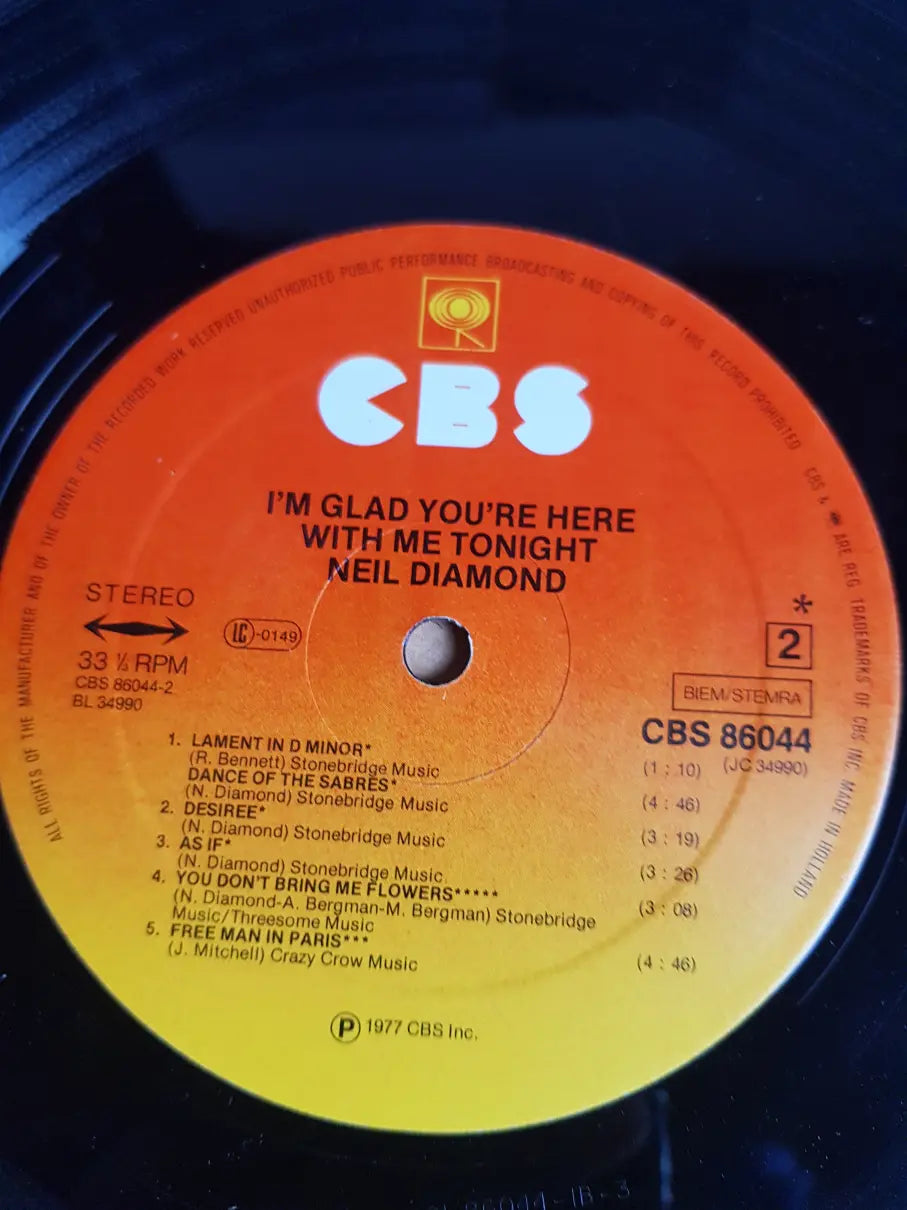 ALL RIGHTS OF THE MANUFACTURER AND OF THE OWNER OF THE RECORDED WORK RESERVED UNAUTHORIZED PUBLIC PERFORMANCE BROADCASTING AND COPYING OF THIS RECORD PROHIBITED CBS & ARE REG TRADEMARKS OF CBS INC. MADE IN HOLLAND
CBS
I'M GLAD YOU'RE HERE
WITH ME TONIGHT
NEIL DIAMOND
STEREO
33 ⅓ RPM
CBS 86044-2
BL 34990
LC-0149
*
2
BIEM/STEMRA
CBS 86044
(JC 34990)
1. LAMENT IN D MINOR*
(R. Bennett) Stonebridge Music (1 : 10)
DANCE OF THE SABRES*
(N. Diamond) Stonebridge Music (4 : 46)
2. DESIREE*
(N. Diamond) Stonebridge Music (3 : 19)
3. AS IF*
(N. Diamond) Stonebridge Music (3 : 26)
4. YOU DON'T BRING ME FLOWERS*****
(N. Diamond-A. Bergman-M. Bergman) Stonebridge (3 : 08)
Music/Threesome Music
5. FREE MAN IN PARIS***
(J. Mitchell) Crazy Crow Music (4 : 46)
Ⓟ 1977 CBS Inc.
86044-1B-3